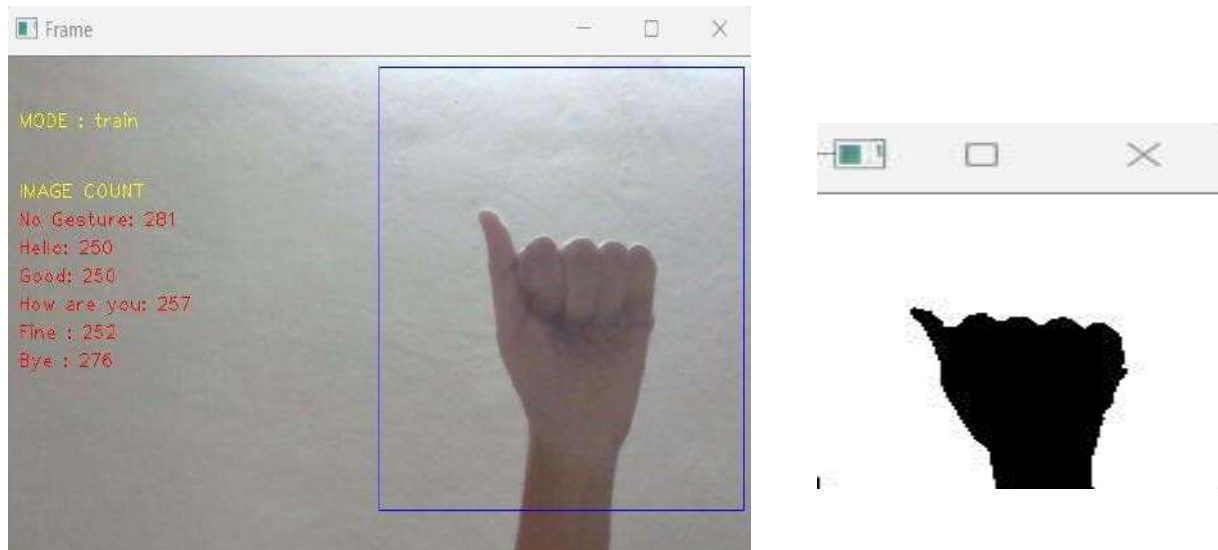 Frame
MODE : train
IMAGE COUNT
No Gesture: 281
Hello: 250
Good: 250
How are you: 257
Fine : 252
Bye : 276